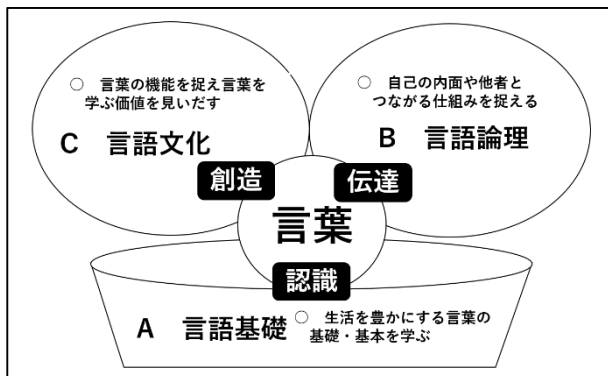 ○ 言葉の機能を捉え言葉を
学ぶ価値を見いだす
C 言語文化
○ 自己の内面や他者と
つながる仕組みを捉える
B 言語論理
創造
伝達
言葉
認識
A 言語基礎
○ 生活を豊かにする言葉の
基礎・基本を学ぶ